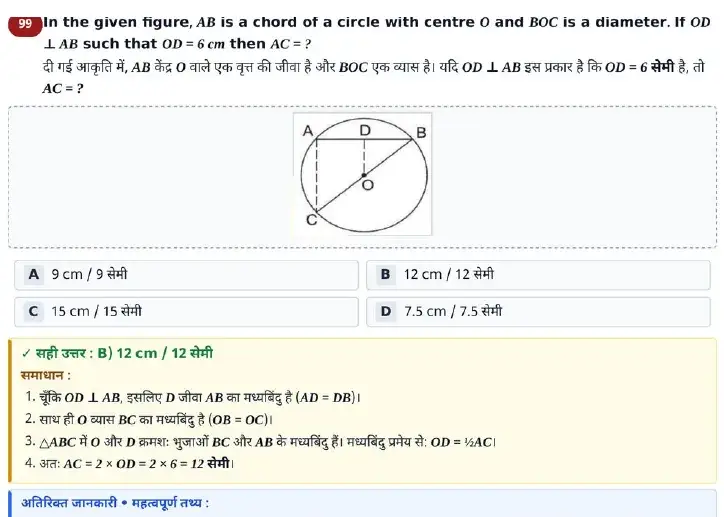 99 In the given figure, AB is a chord of a circle with centre O and BOC is a diameter. If OD
⊥ AB such that OD = 6 cm then AC = ?
दी गई आकृति में, AB केंद्र O वाले एक वृत्त की जीवा है और BOC एक व्यास है। यदि OD ⊥ AB इस प्रकार है कि OD = 6 सेमी है, तो
AC = ?
A D B
O
C
A 9 cm / 9 सेमी
B 12 cm / 12 सेमी
C 15 cm / 15 सेमी
D 7.5 cm / 7.5 सेमी
✓ सही उत्तर : B) 12 cm / 12 सेमी
समाधान :
1. चूँकि OD ⊥ AB, इसलिए D जीवा AB का मध्यबिंदु है (AD = DB)।
2. साथ ही O व्यास BC का मध्यबिंदु है (OB = OC)।
3. △ABC में O और D क्रमशः भुजाओं BC और AB के मध्यबिंदु हैं। मध्यबिंदु प्रमेय से: OD = ½AC।
4. अतः AC = 2 × OD = 2 × 6 = 12 सेमी।
अतिरिक्त जानकारी • महत्वपूर्ण तथ्य :